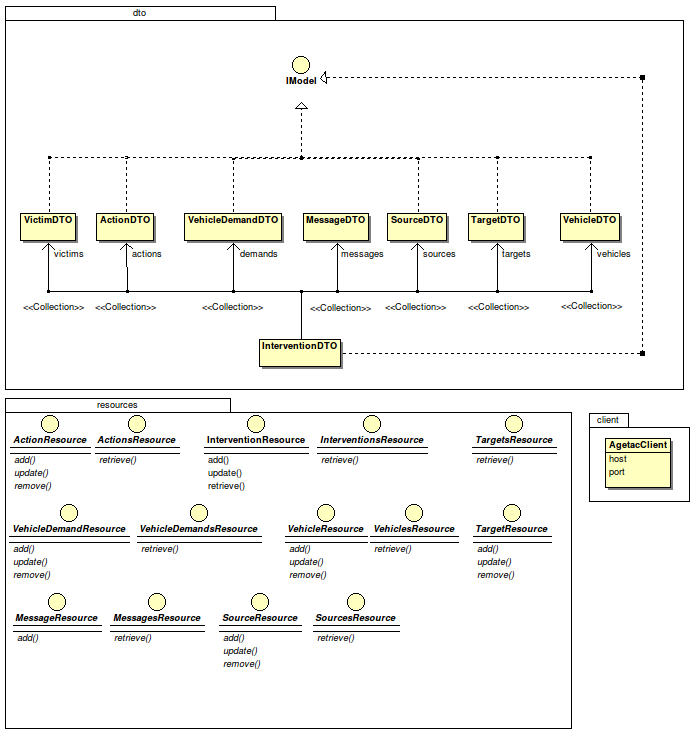 dto
IModel
VictimDTO
ActionDTO
VehicleDemandDTO
MessageDTO
SourceDTO
TargetDTO
VehicleDTO
victims
actions
demands
messages
sources
targets
vehicles
<<Collection>>
<<Collection>>
<<Collection>>
<<Collection>>
<<Collection>>
<<Collection>>
<<Collection>>
InterventionDTO
resources
ActionResource
add()
update()
remove()
ActionsResource
retrieve()
InterventionResource
add()
update()
retrieve()
InterventionsResource
retrieve()
TargetsResource
retrieve()
VehicleDemandResource
add()
update()
remove()
VehicleDemandsResource
retrieve()
VehicleResource
add()
update()
remove()
VehiclesResource
retrieve()
TargetResource
add()
update()
remove()
MessageResource
add()
MessagesResource
retrieve()
SourceResource
add()
update()
remove()
SourcesResource
retrieve()
client
AgetacClient
host
port